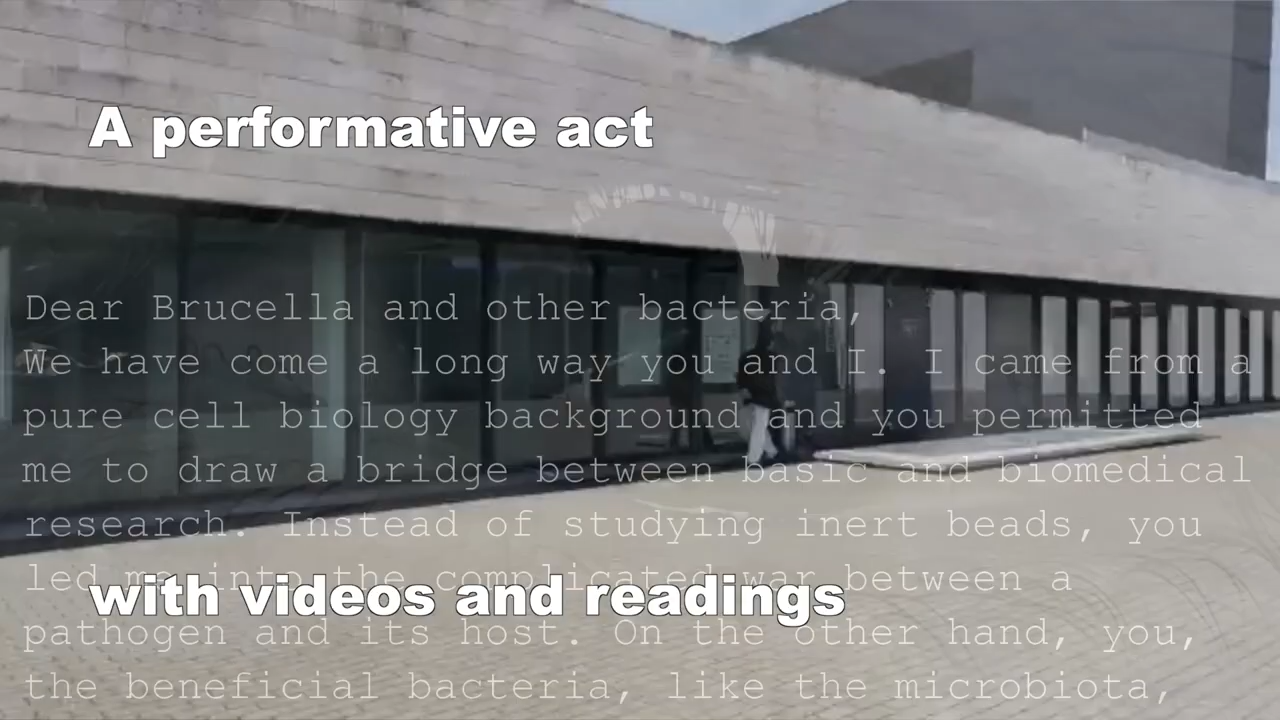 A performative act
Dear Brucella and other bacteria,
We have come a long way you and I. I came from a
pure cell biology background and you permitted
me to draw a bridge between basic and biomedical
research. Instead of studying inert beads, you
led me into the complicated war between a
with videos and readings
pathogen and its host. On the other hand, you,
the beneficial bacteria, like the microbiota,